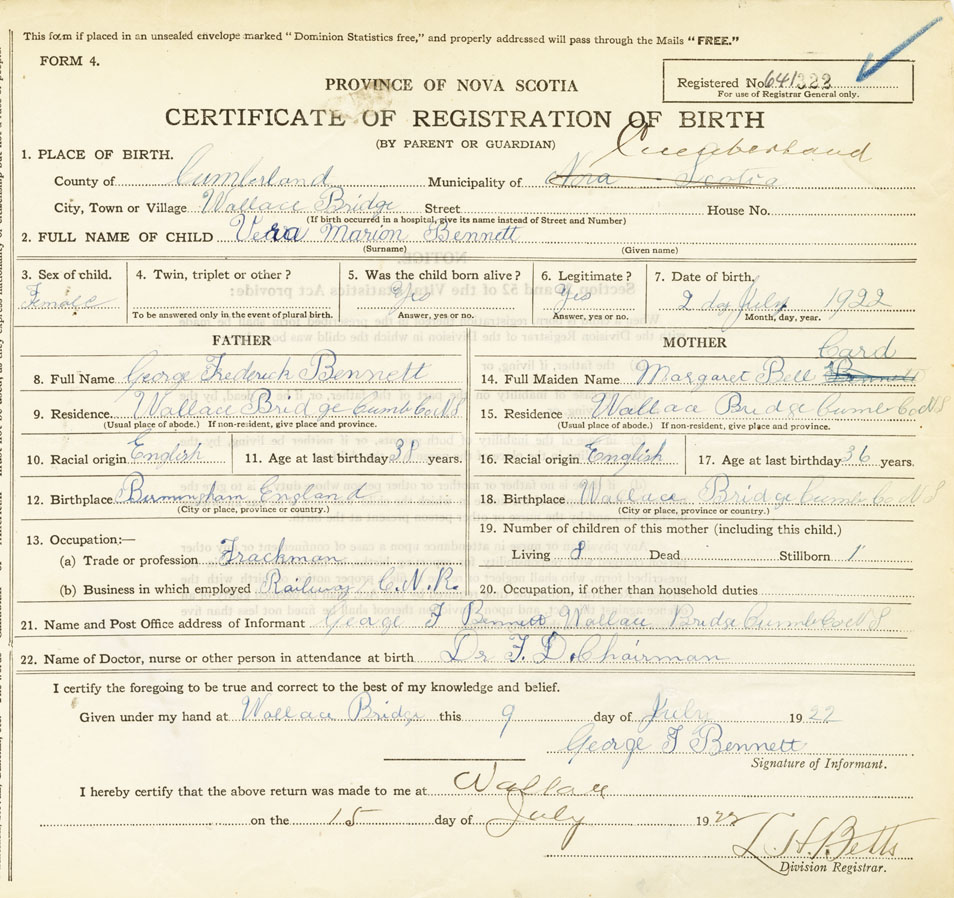 This form if placed in an unsealed envelope marked "Dominion Statistics free," and properly addressed will pass through the Mails "FREE."
FORM 4.
Registered No. 641323
For use of Registrar General only.
PROVINCE OF NOVA SCOTIA
CERTIFICATE OF REGISTRATION OF BIRTH
(BY PARENT OR GUARDIAN)
1. PLACE OF BIRTH. Cumberland
County of Cumberland Municipality of Nova Scotia
City, Town or Village Wallace Bridge Street House No.
(If birth occurred in a hospital, give its name instead of Street and Number)
2. FULL NAME OF CHILD Vera Marion Bennett
(Surname) (Given name)
3. Sex of child. 4. Twin, triplet or other? 5. Was the child born alive? 6. Legitimate? 7. Date of birth.
Female Yes Yes 2 day July 1922
To be answered only in the event of plural birth. Answer, yes or no. Answer, yes or no. Month, day, year.
FATHER MOTHER
Card
8. Full Name George Frederick Bennett 14. Full Maiden Name Margaret Bell Bennett
9. Residence. Wallace Bridge Cumb Co NS 15. Residence Wallace Bridge Cumb Co NS
(Usual place of abode.) If non-resident, give place and province. (Usual place of abode.) If non-resident, give place and province.
10. Racial origin English 11. Age at last birthday 38 years. 16. Racial origin English 17. Age at last birthday 36 years.
12. Birthplace Birmingham England 18. Birthplace Wallace Bridge Cumb Co NS
(City or place, province or country.) (City or place, province or country.)
13. Occupation:— 19. Number of children of this mother (including this child.)
(a) Trade or profession Trackman Living 8 Dead Stillborn 1
(b) Business in which employed Railway C.N.R. 20. Occupation, if other than household duties
21. Name and Post Office address of Informant George F Bennett Wallace Bridge Cumb Co NS
22. Name of Doctor, nurse or other person in attendance at birth Dr F. D.
I certify the foregoing to be true and correct to the best of my knowledge and belief.
Given under my hand at Wallace Bridge this 9 day of July 1922
George F Bennett
Signature of Informant.
I hereby certify that the above return was made to me at Wallace
on the 15 day of July 1922
L H. Betts
Division Registrar.